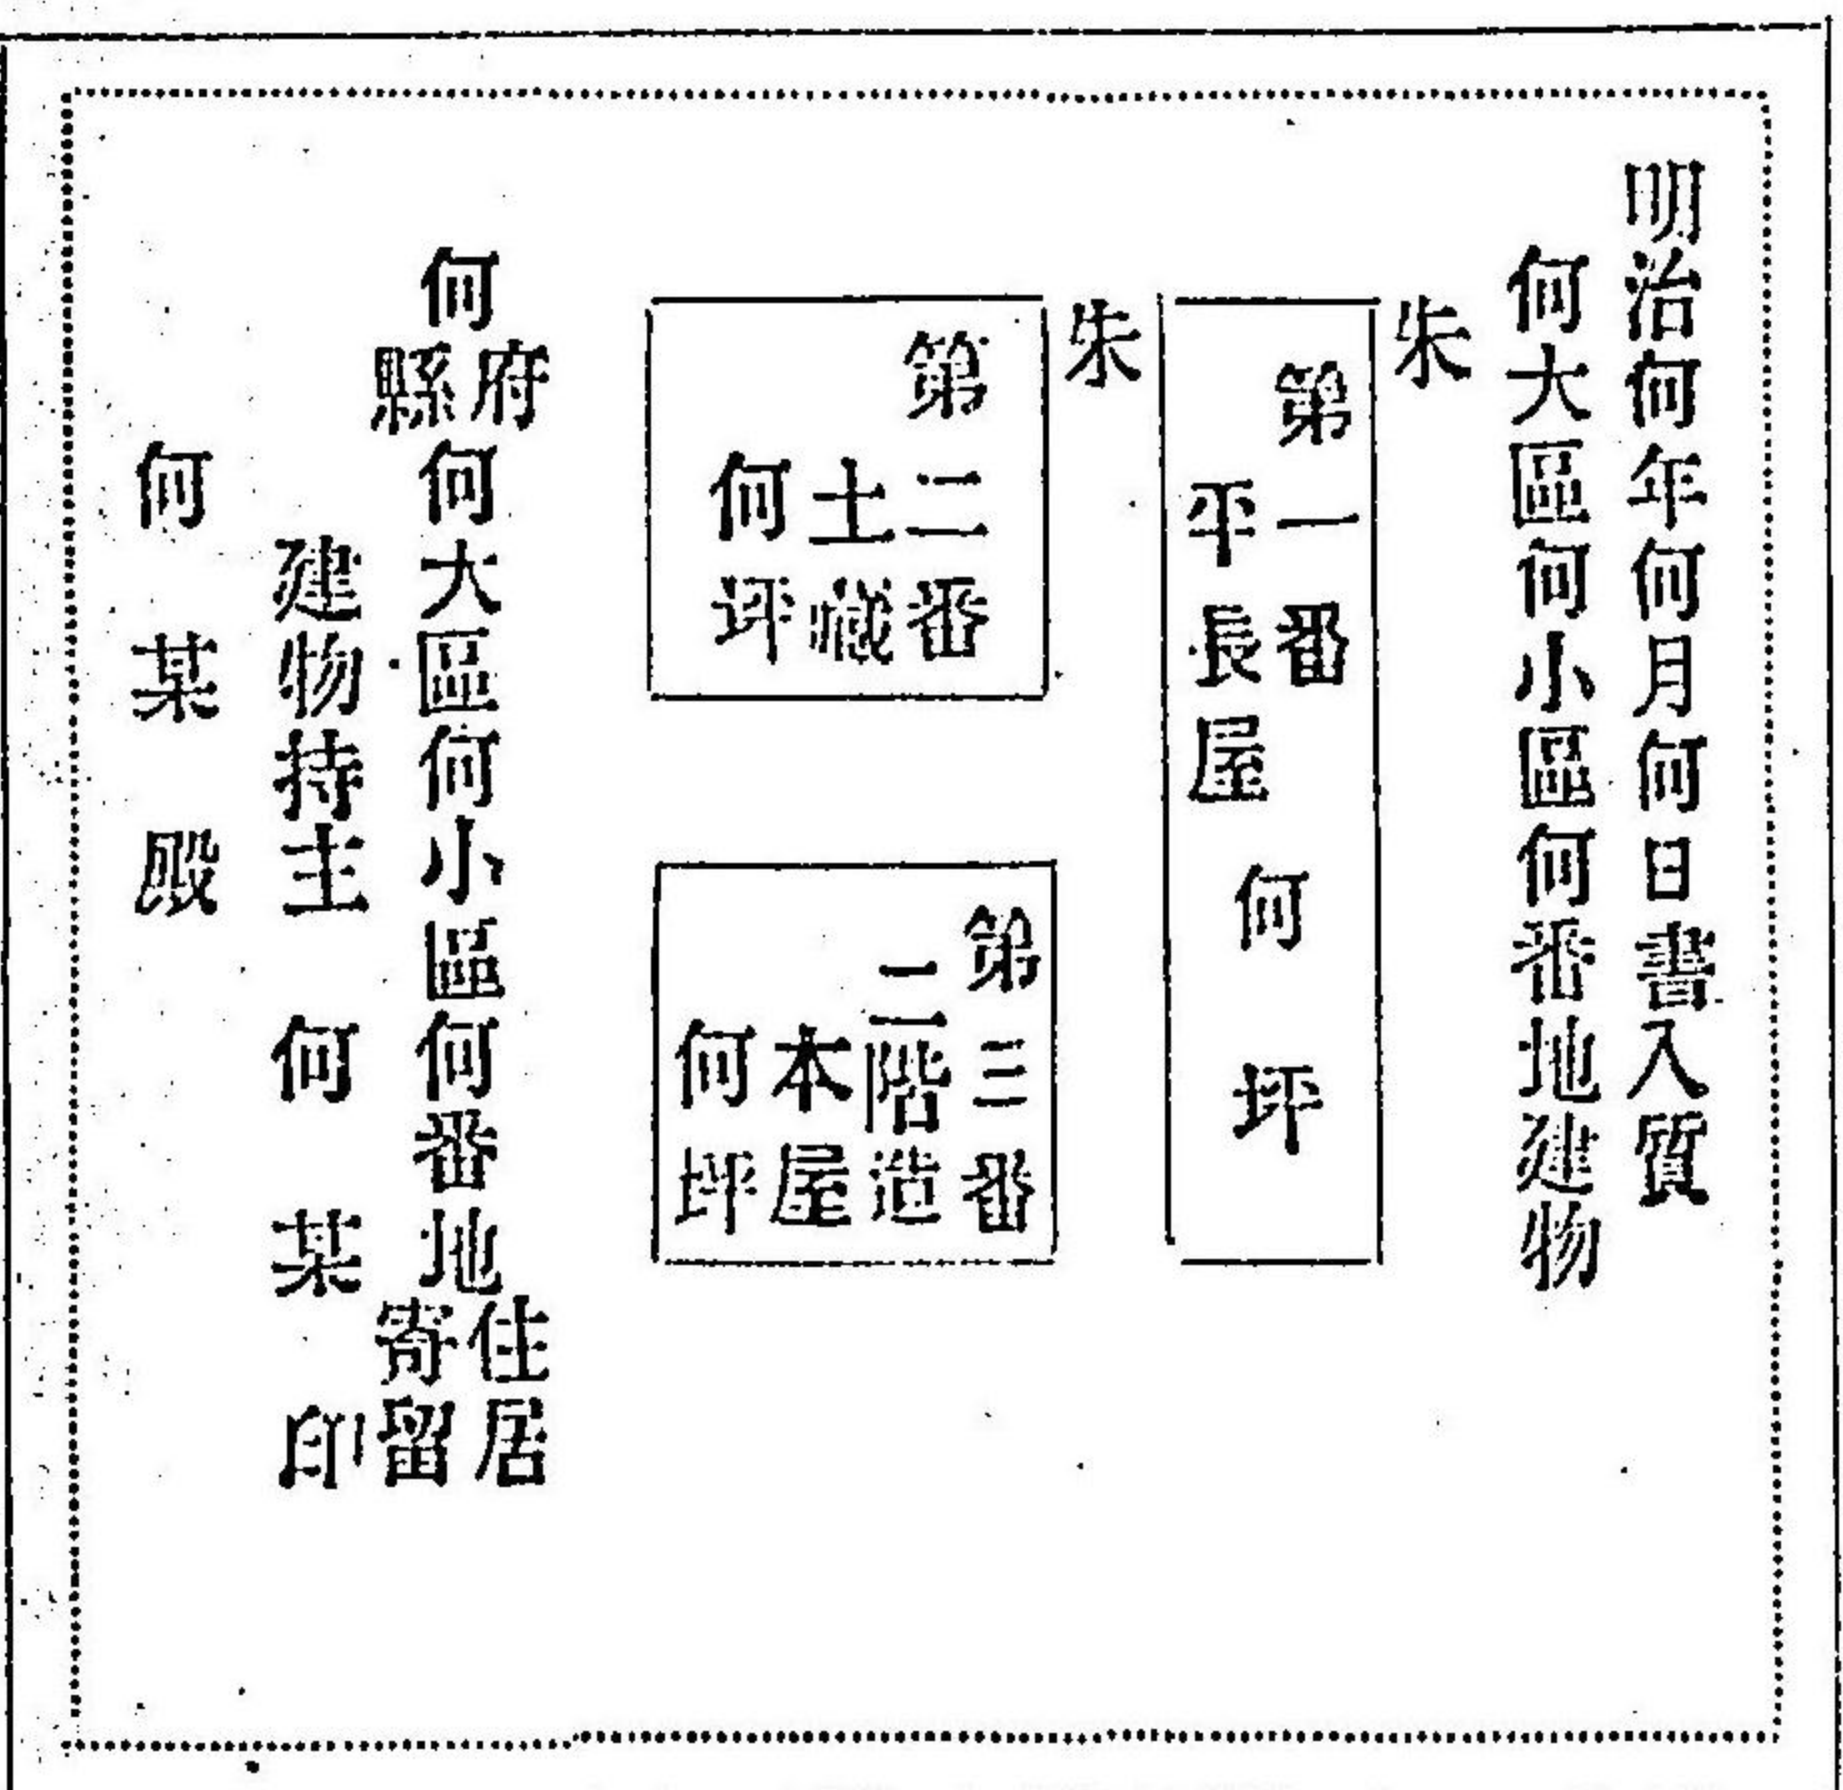 明治何年何月何日書入質
何大區何小區何番地建物
朱
第一番
平長屋
何坪
朱
第二番
土藏
何坪
第三番
二階造
本屋
何坪
何府縣何大區何小區何番地住居寄留
建物持主 何某印
何某殿